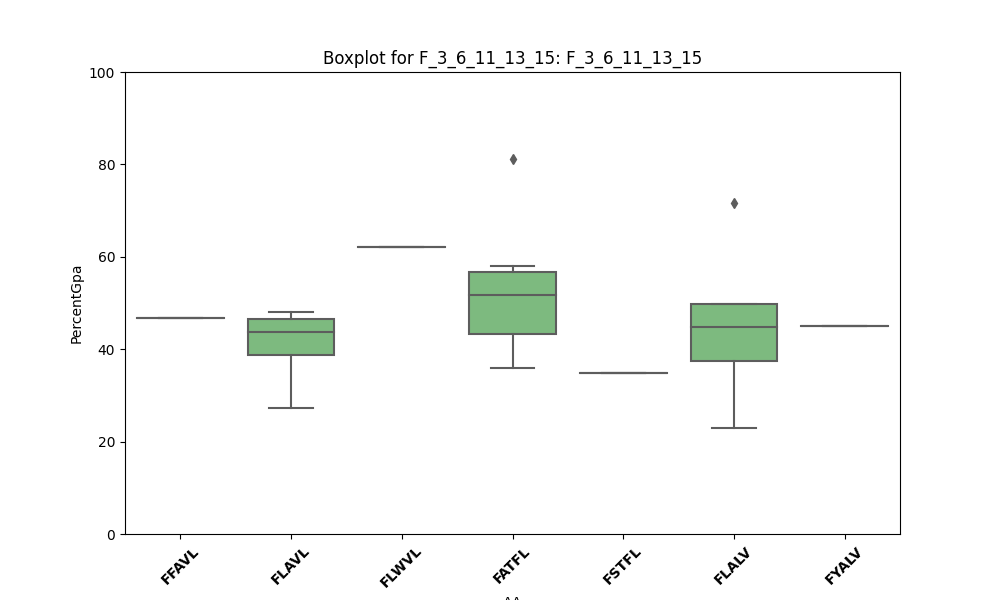 Boxplot for F_3_6_11_13_15: F_3_6_11_13_15
100
80
60
40
20
0
PercentGpa
FFAVL
FLAVL
FLWVL
FATFL
FSTFL
FLALV
FYALV